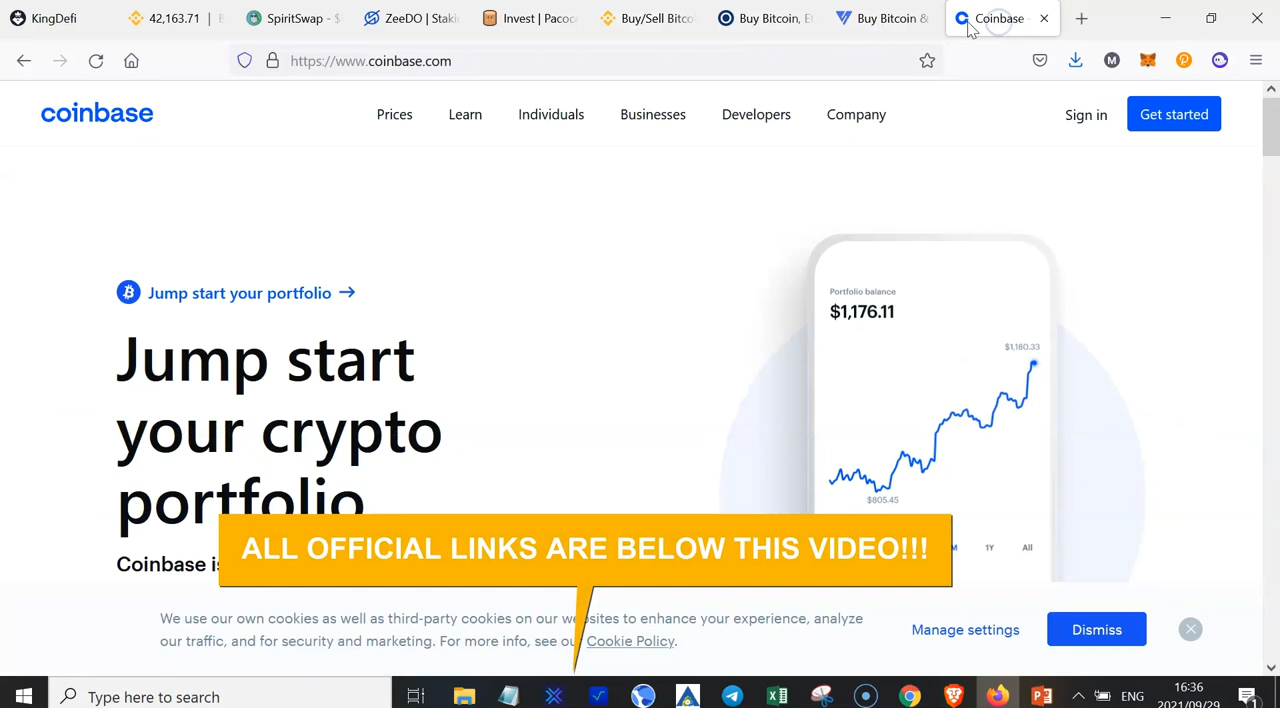 KingDefi
42,163.71
SpiritSwap - $
ZeeDO | Staki
Invest | Pacoca
Buy/Sell Bitco
Buy Bitcoin, E
Buy Bitcoin &
Coinbase
https://www.coinbase.com
M
coinbase
Prices
Learn
Individuals
Businesses
Developers
Company
Sign in
Get started
Jump start your portfolio
Jump start
your crypto
portfolio
Coinbase is
Portfolio balance
$1,176.11
$1,180.33
$805.45
M
1Y
All
ALL OFFICIAL LINKS ARE BELOW THIS VIDEO!!!
We use our own cookies as well as third-party cookies on our websites to enhance your experience, analyze
our traffic, and for security and marketing. For more info, see our Cookie Policy.
Manage settings
Dismiss
Type here to search
ENG
16:36
2021/09/29
1